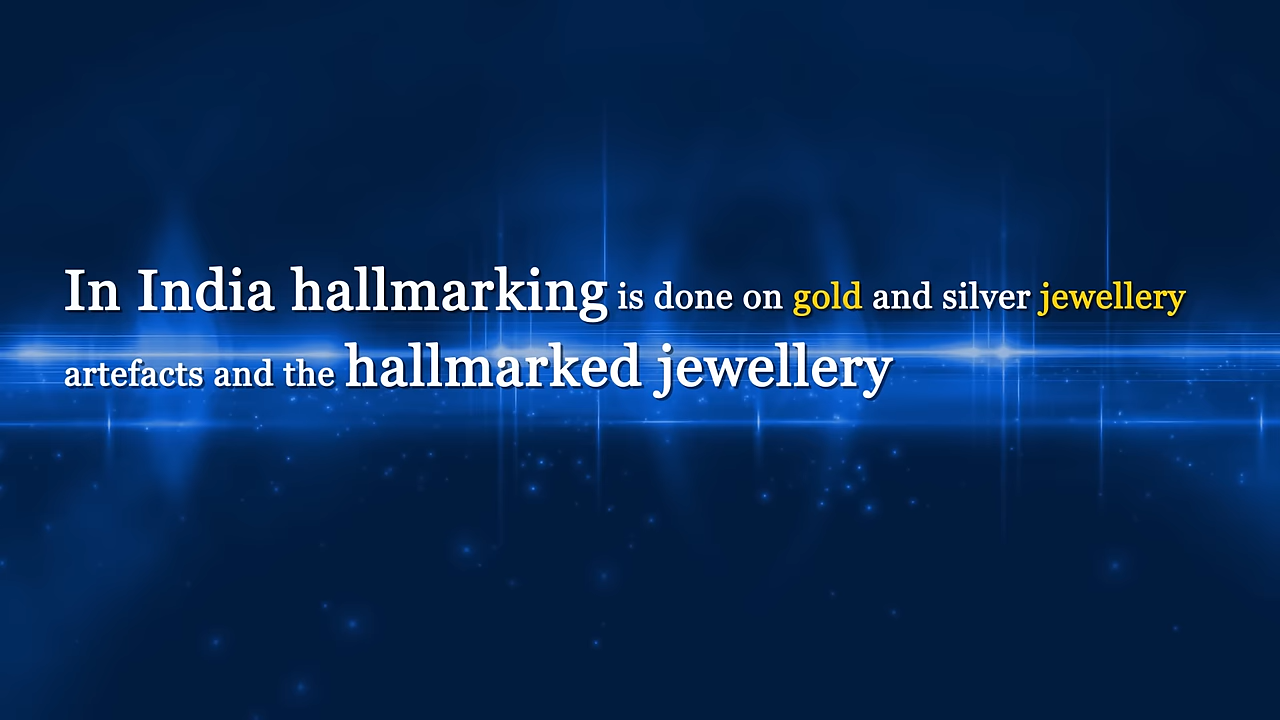 In India hallmarking is done on gold and silver jewellery
artefacts and the hallmarked jewellery